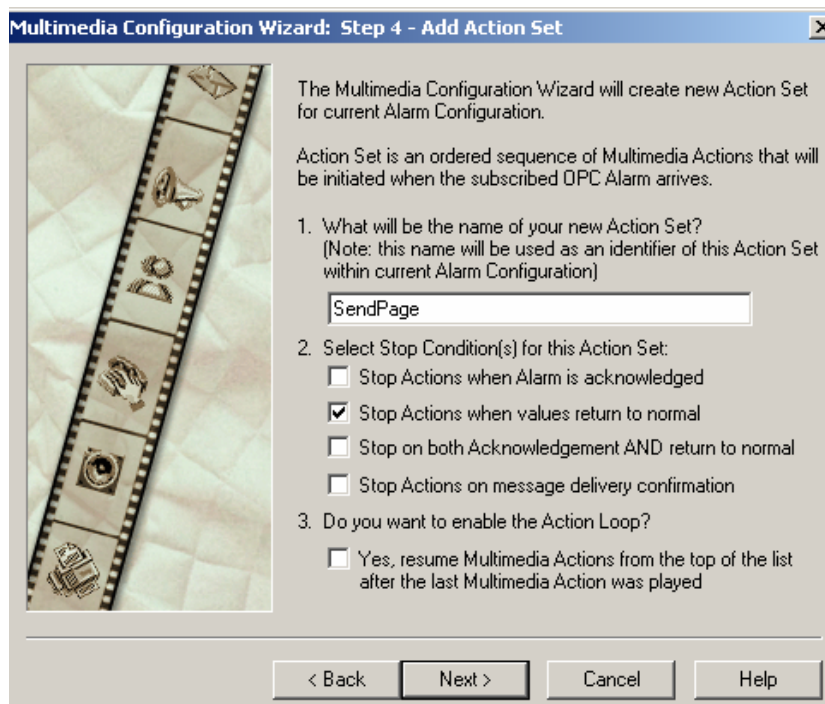 Multimedia Configuration Wizard: Step 4 - Add Action Set
The Multimedia Configuration Wizard will create new Action Set
for current Alarm Configuration.
Action Set is an ordered sequence of Multimedia Actions that will
be initiated when the subscribed OPC Alarm arrives.
1. What will be the name of your new Action Set?
(Note: this name will be used as an identifier of this Action Set
within current Alarm Configuration)
SendPage
2. Select Stop Condition(s) for this Action Set:
Stop Actions when Alarm is acknowledged
Stop Actions when values return to normal
Stop on both Acknowledgement AND return to normal
Stop Actions on message delivery confirmation
3. Do you want to enable the Action Loop?
Yes, resume Multimedia Actions from the top of the list
after the last Multimedia Action was played
< Back Next > Cancel Help